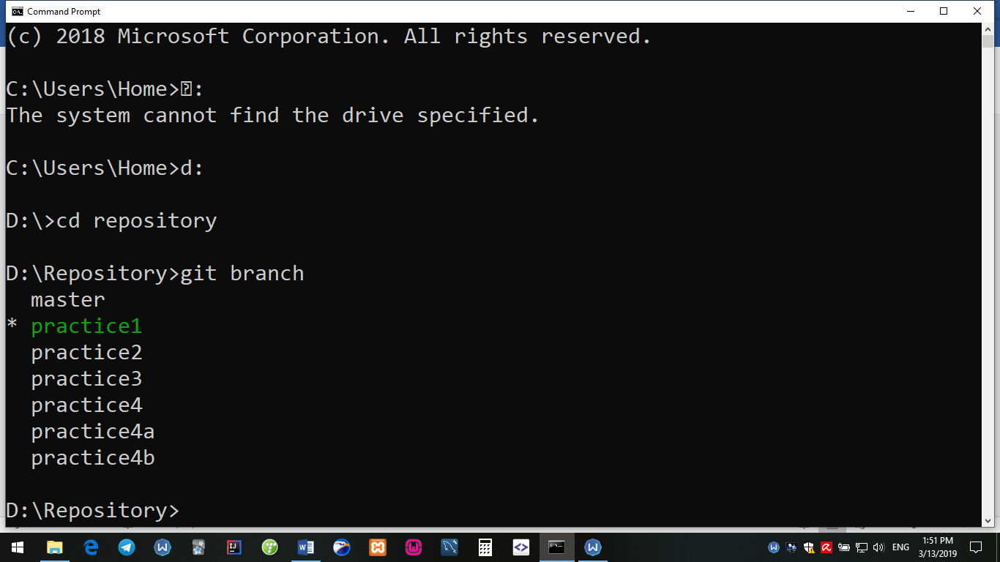 Command Prompt
(c) 2018 Microsoft Corporation. All rights reserved.
C:\Users\Home>⍰:
The system cannot find the drive specified.
C:\Users\Home>d:
D:\>cd repository
D:\Repository>git branch
  master
* practice1
  practice2
  practice3
  practice4
  practice4a
  practice4b
D:\Repository>
ENG
1:51 PM
3/13/2019